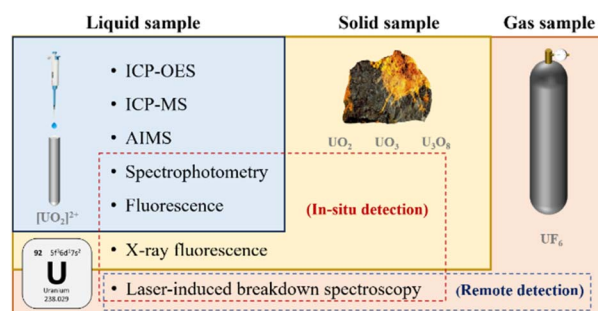 Liquid sample
Solid sample
Gas sample
• ICP-OES
• ICP-MS
• AIMS
• Spectrophotometry
• Fluorescence
[UO₂]²⁺
UO₂ UO₃ U₃O₈
(In-situ detection)
UF₆
• X-ray fluorescence
• Laser-induced breakdown spectroscopy
(Remote detection)
92 5f³6d¹7s²
U
Uranium
238.029